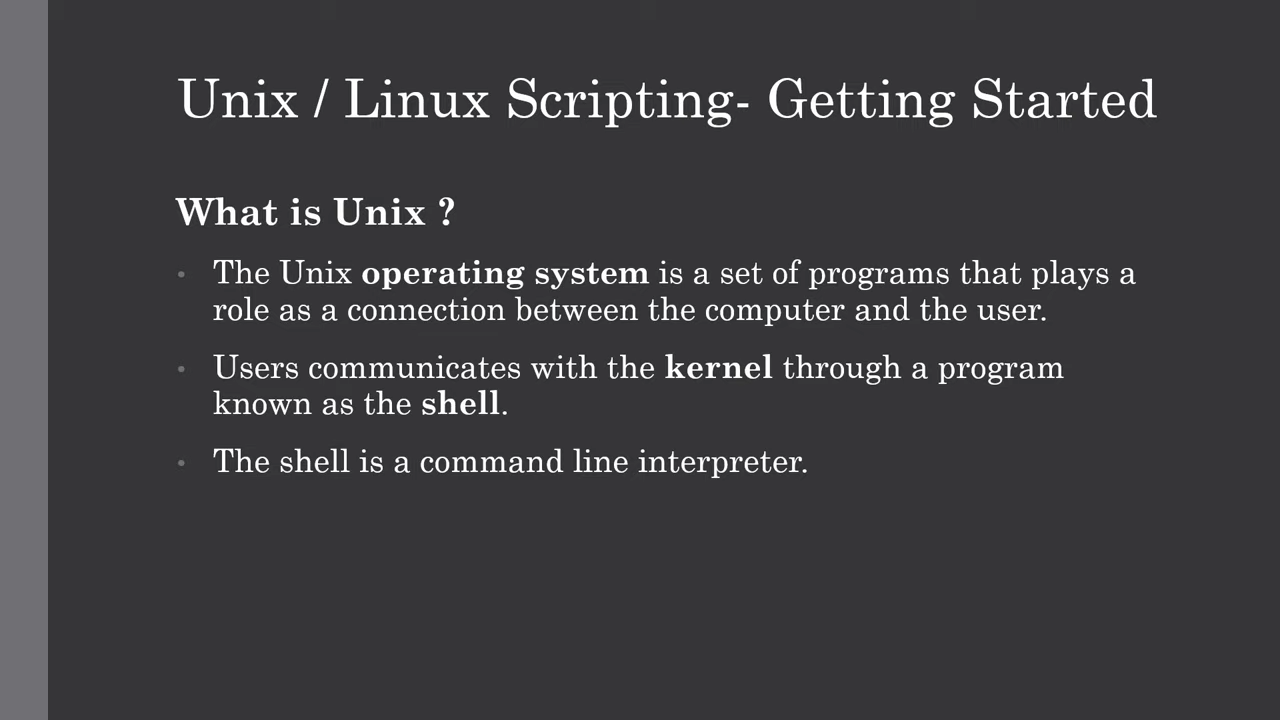 Unix / Linux Scripting- Getting Started
What is Unix ?
• The Unix operating system is a set of programs that plays a
role as a connection between the computer and the user.
• Users communicates with the kernel through a program
known as the shell.
• The shell is a command line interpreter.